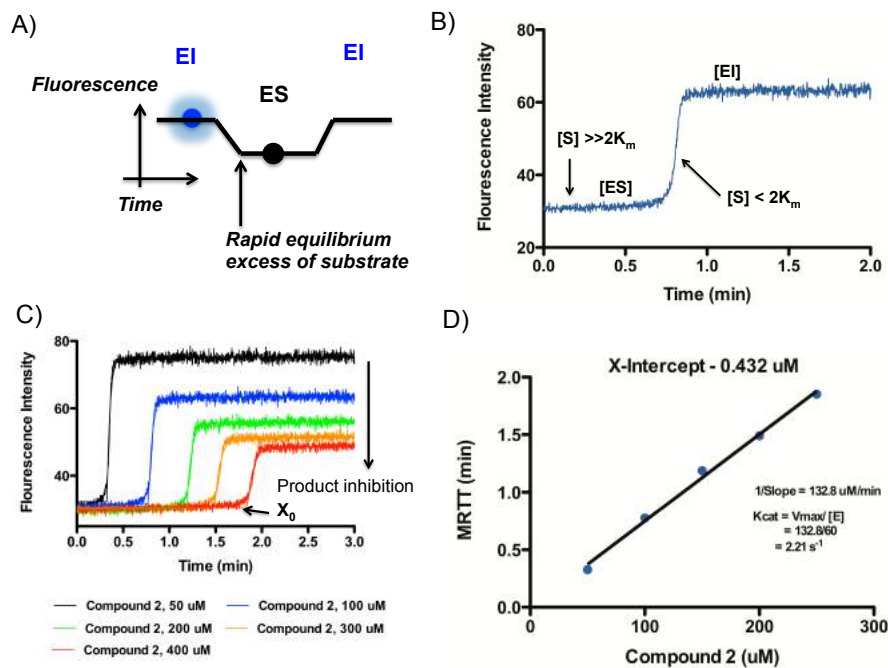 A)
EI
EI
Fluorescence
ES
Time
Rapid equilibrium
excess of substrate
B)
Flourescence Intensity
80
60
40
20
[EI]
[S] >>2Km
[ES]
[S] < 2Km
0.0 0.5 1.0 1.5 2.0
Time (min)
C)
Flourescence Intensity
80
60
40
Product inhibition
X0
0.0 0.5 1.0 1.5 2.0 2.5 3.0
Time (min)
Compound 2, 50 uM
Compound 2, 100 uM
Compound 2, 200 uM
Compound 2, 300 uM
Compound 2, 400 uM
D)
X-Intercept - 0.432 uM
MRTT (min)
2.0
1.5
1.0
0.5
0.0
1/Slope = 132.8 uM/min
Kcat = Vmax/ [E]
= 132.8/60
= 2.21 s-1
0 100 200 300
Compound 2 (uM)